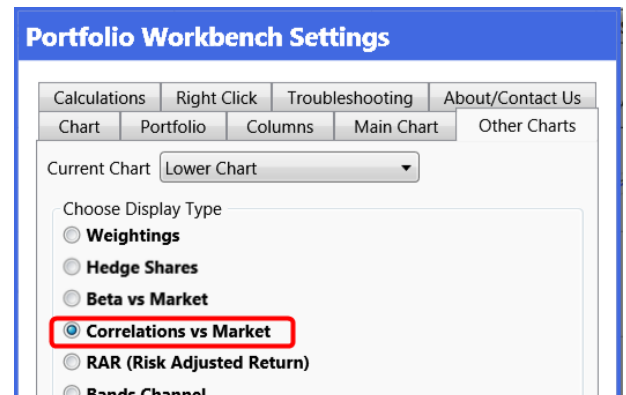 Portfolio Workbench Settings
Calculations Right Click Troubleshooting About/Contact Us
Chart Portfolio Columns Main Chart Other Charts
Current Chart Lower Chart
Choose Display Type
Weightings
Hedge Shares
Beta vs Market
Correlations vs Market
RAR (Risk Adjusted Return)
Bands Channel